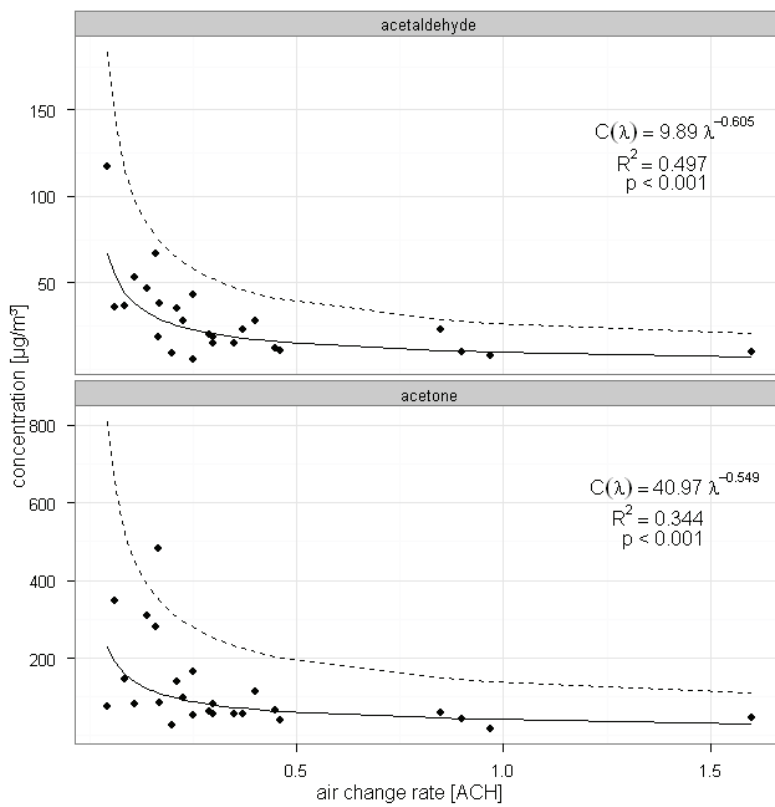 acetaldehyde
150
100
50
C(λ) = 9.89 λ^−0.605
R² = 0.497
p < 0.001
concentration [µg/m³]
acetone
800
600
400
200
C(λ) = 40.97 λ^−0.549
R² = 0.344
p < 0.001
0.5 1.0 1.5
air change rate [ACH]